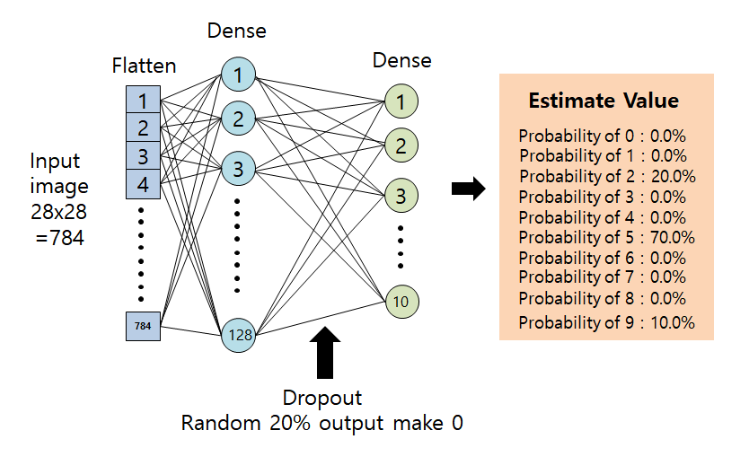 Dense
Flatten
Dense
1
2
3
4
784
1
2
3
128
1
2
3
10
Input
image
28x28
=784
Dropout
Random 20% output make 0
Estimate Value
Probability of 0 : 0.0%
Probability of 1 : 0.0%
Probability of 2 : 20.0%
Probability of 3 : 0.0%
Probability of 4 : 0.0%
Probability of 5 : 70.0%
Probability of 6 : 0.0%
Probability of 7 : 0.0%
Probability of 8 : 0.0%
Probability of 9 : 10.0%